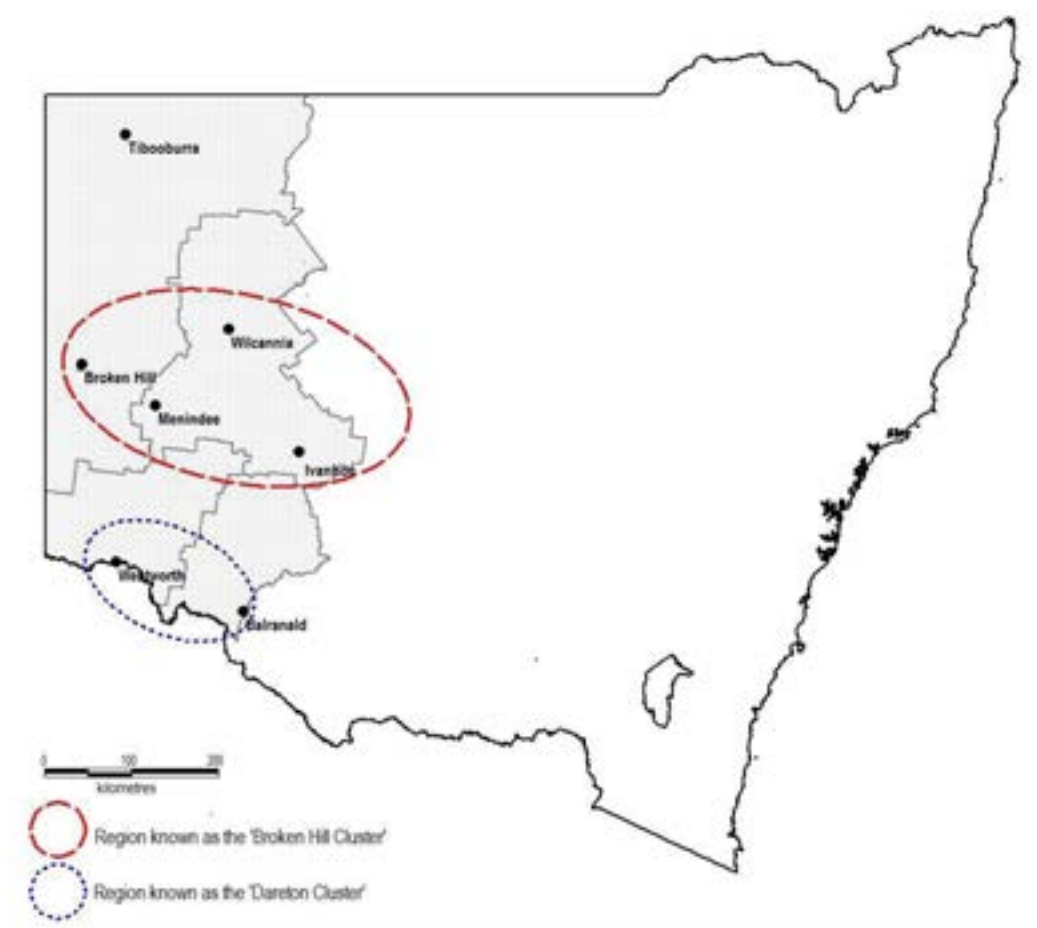 Tibooburra
Wilcannia
Broken Hill
Menindee
Ivanhoe
Wentworth
Balranald
0 100 200
kilometres
Region known as the 'Broken Hill Cluster'
Region known as the 'Dareton Cluster'